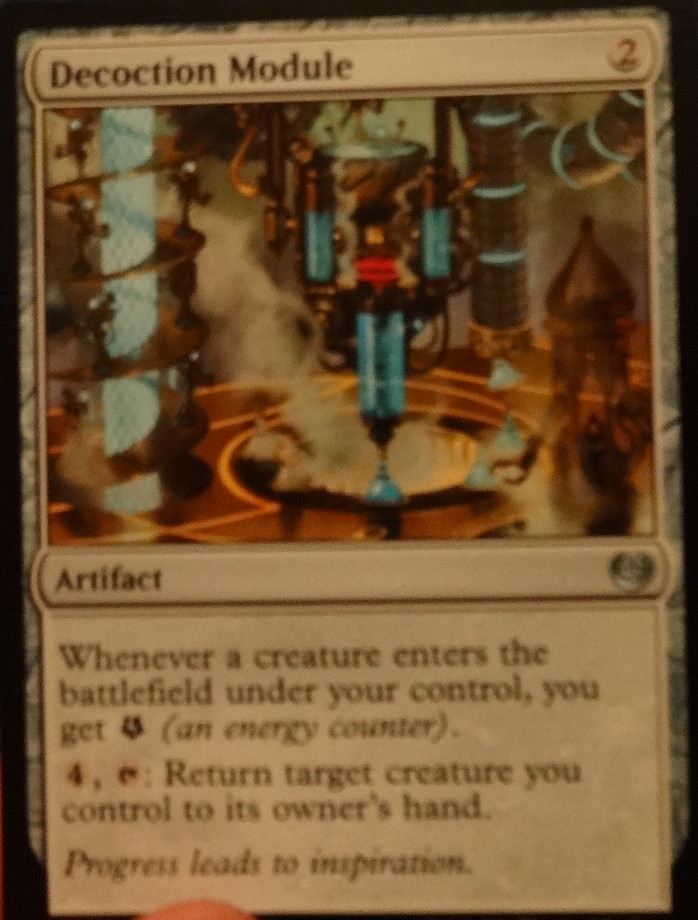 Decoction Module 2
Artifact
Whenever a creature enters the
battlefield under your control, you
get (an energy counter).
4, T: Return target creature you
control to its owner's hand.
Progress leads to inspiration.